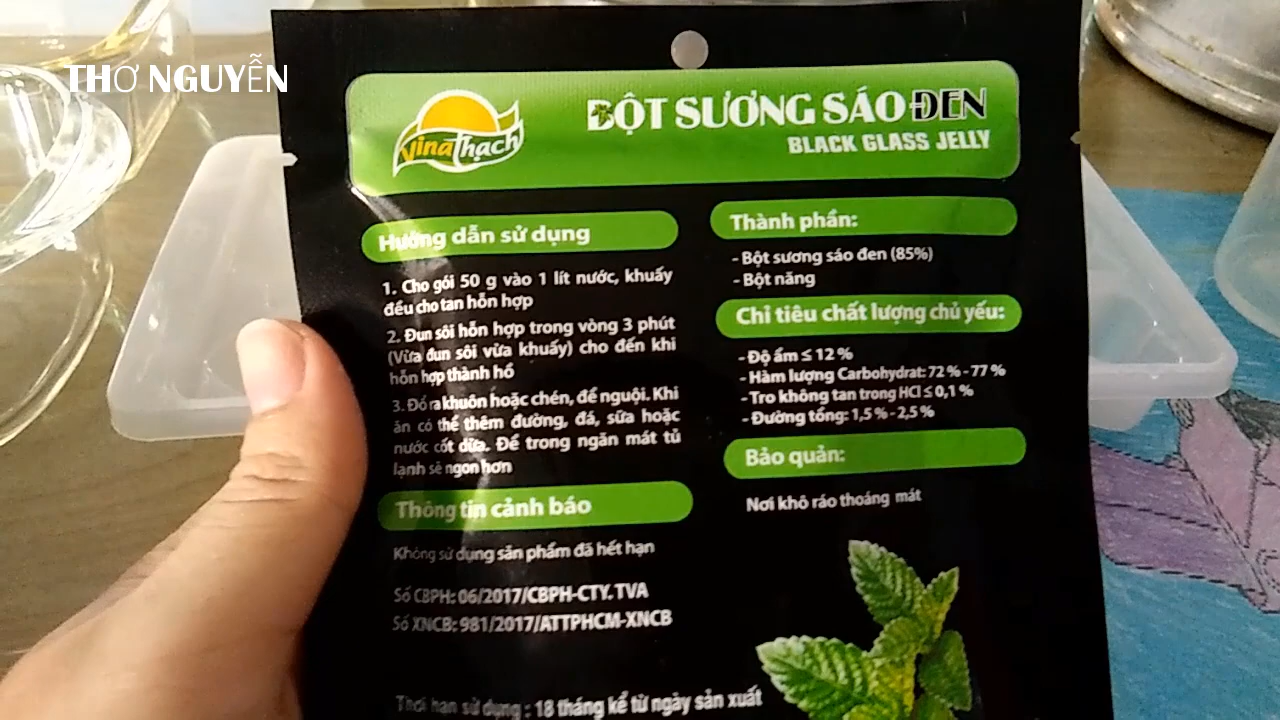 THƠ NGUYỄN
Vina Thạch
BỘT SƯƠNG SÁO ĐEN
BLACK GLASS JELLY
Hướng dẫn sử dụng
1. Cho gói 50 g vào 1 lít nước, khuấy
đều cho tan hỗn hợp
2. Đun sôi hỗn hợp trong vòng 3 phút
(Vừa đun sôi vừa khuấy) cho đến khi
hỗn hợp thành hồ
3. Đổ ra khuôn hoặc chén, để nguội. Khi
ăn có thể thêm đường, đá, sữa hoặc
nước cốt dừa. Để trong ngăn mát tủ
lạnh sẽ ngon hơn
Thông tin cảnh báo
Không sử dụng sản phẩm đã hết hạn
Số CBPH: 06/2017/CBPH-CTY.TVA
Số XNCB: 981/2017/ATTPHCM-XNCB
Thời hạn sử dụng : 18 tháng kể từ ngày sản xuất
Thành phần:
- Bột sương sáo đen (85%)
- Bột năng
Chỉ tiêu chất lượng chủ yếu:
- Độ ẩm ≤ 12 %
- Hàm lượng Carbohydrat: 72 % - 77 %
- Tro không tan trong HCl ≤ 0,1 %
- Đường tổng: 1,5 % - 2,5 %
Bảo quản:
Nơi khô ráo thoáng mát